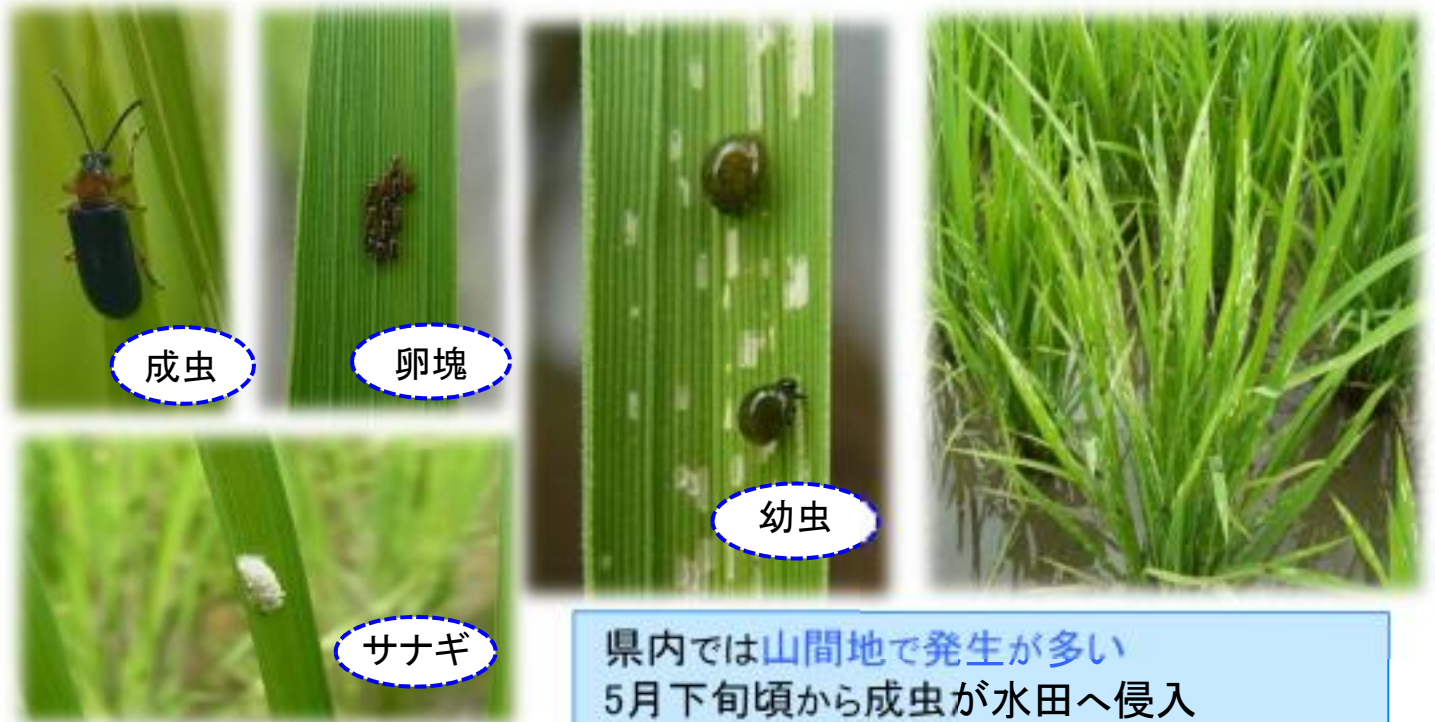 成虫
卵塊
幼虫
サナギ
県内では山間地で発生が多い
5月下旬頃から成虫が水田へ侵入